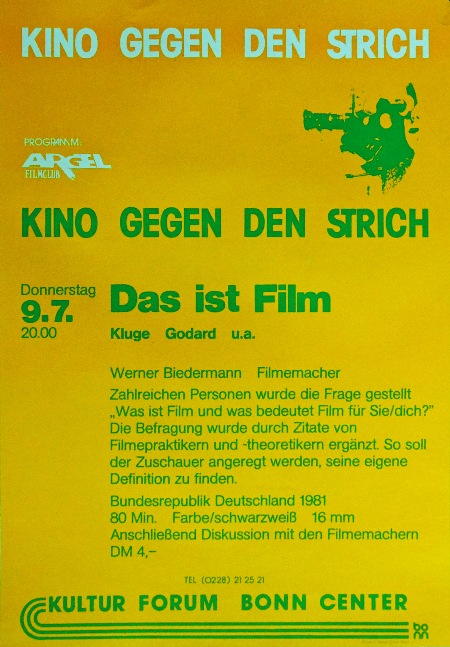 KINO GEGEN DEN STRICH
PROGRAMM:
ARGEL
FILMCLUB
KINO GEGEN DEN STRICH
Donnerstag
9.7.
20.00
Das ist Film
Kluge Godard u.a.
Werner Biedermann Filmemacher
Zahlreichen Personen wurde die Frage gestellt
„Was ist Film und was bedeutet Film für Sie/dich?"
Die Befragung wurde durch Zitate von
Filmepraktikern und -theoretikern ergänzt. So soll
der Zuschauer angeregt werden, seine eigene
Definition zu finden.
Bundesrepublik Deutschland 1981
80 Min. Farbe/schwarzweiß 16 mm
Anschließend Diskussion mit den Filmemachern
DM 4,–
TEL (0228) 21 25 21
KULTUR FORUM BONN CENTER
bonn